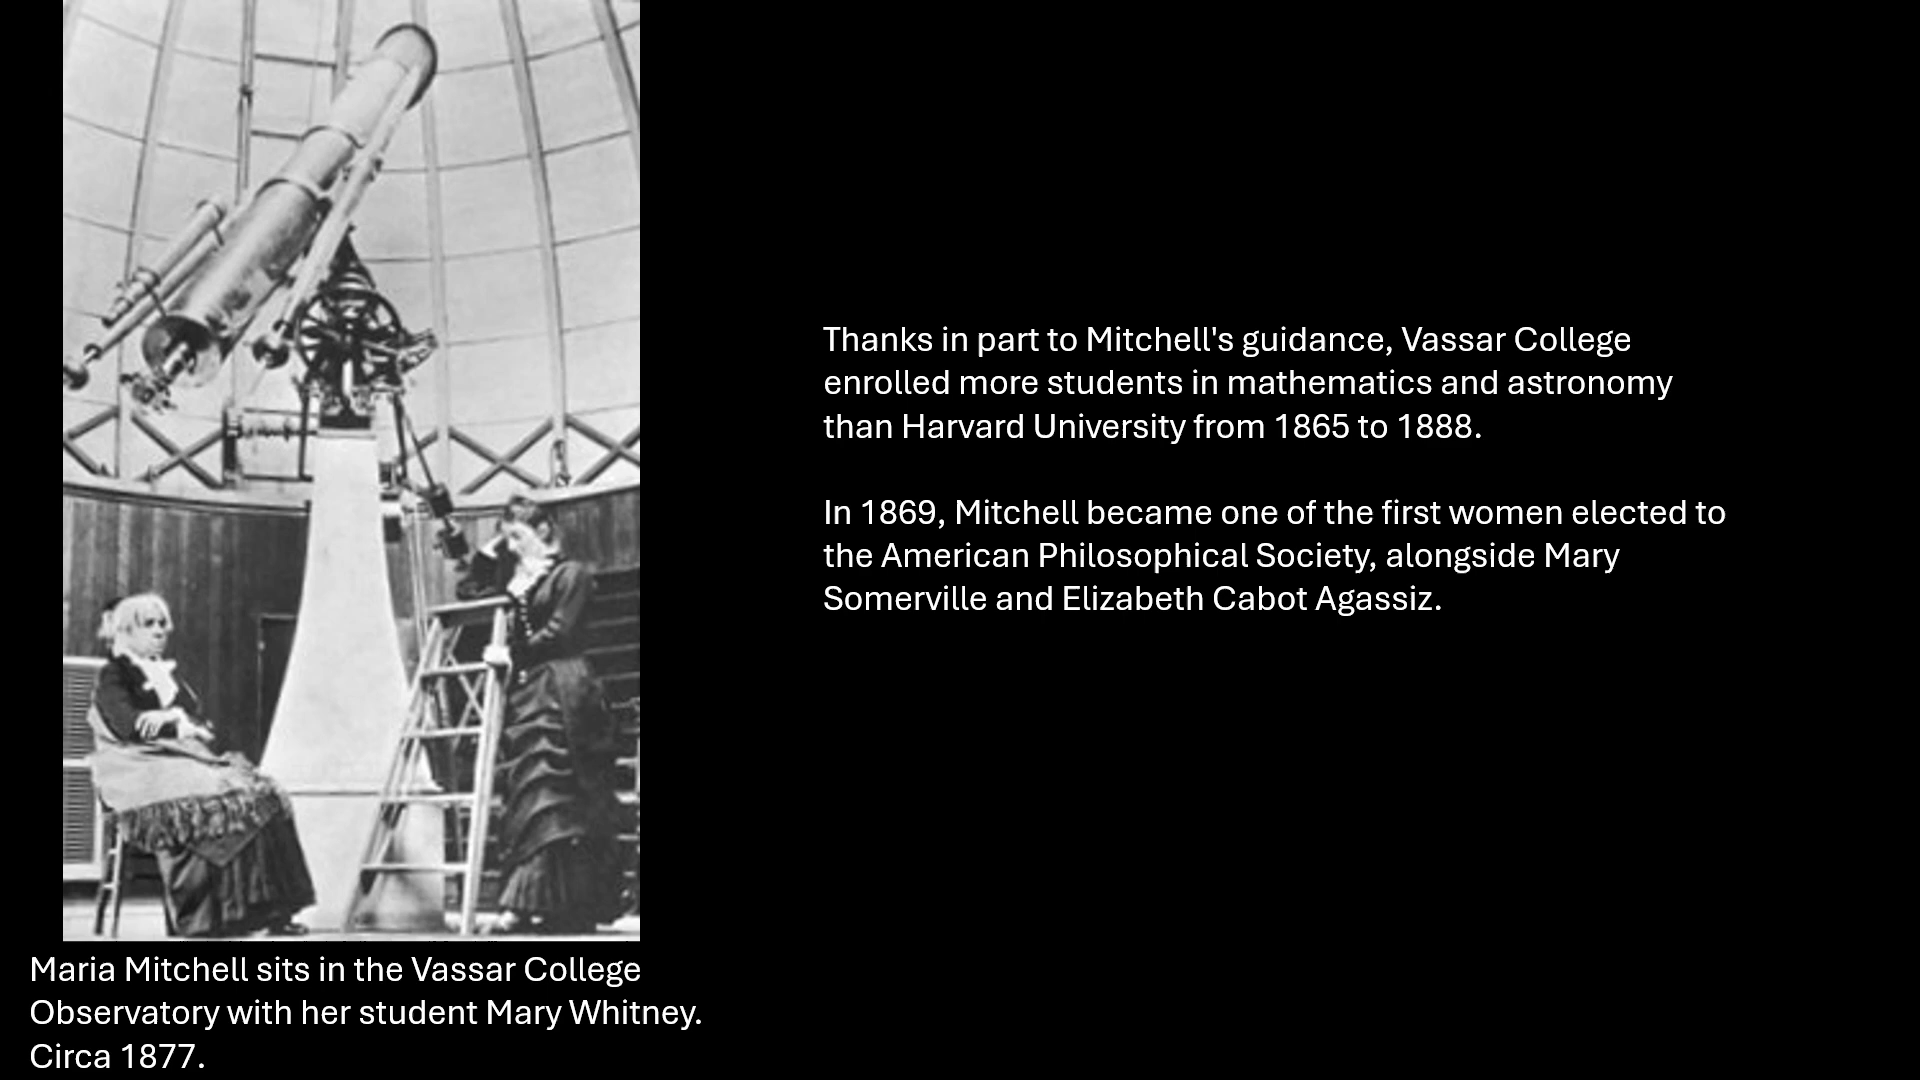 Thanks in part to Mitchell's guidance, Vassar College
enrolled more students in mathematics and astronomy
than Harvard University from 1865 to 1888.
In 1869, Mitchell became one of the first women elected to
the American Philosophical Society, alongside Mary
Somerville and Elizabeth Cabot Agassiz.
Maria Mitchell sits in the Vassar College
Observatory with her student Mary Whitney.
Circa 1877.